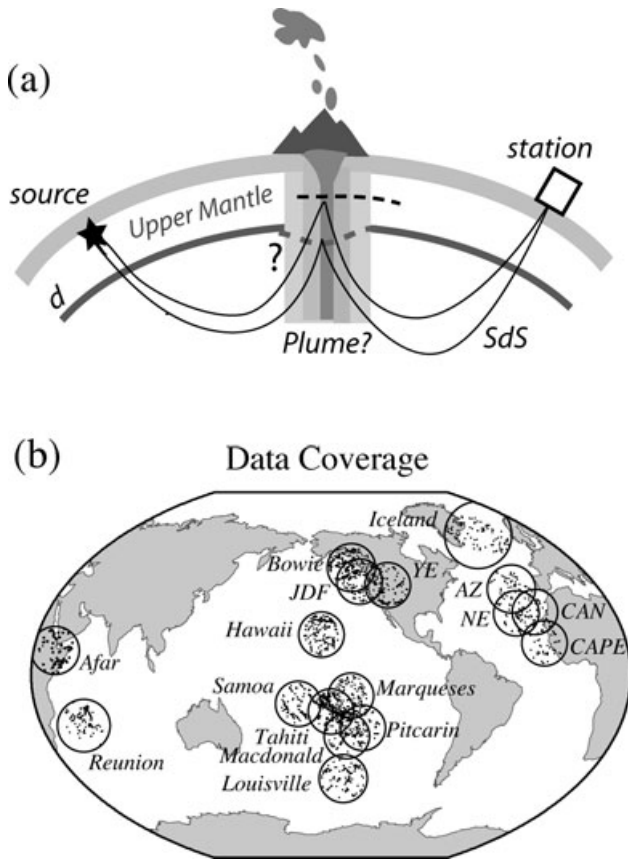 (a)
source
station
Upper Mantle
d
?
Plume?
SdS
(b)
Data Coverage
Iceland
Bowie
YE
JDF
AZ
NE
CAN
Hawaii
CAPE
Afar
Samoa
Marqueses
Tahiti
Pitcarin
Reunion
Macdonald
Louisville